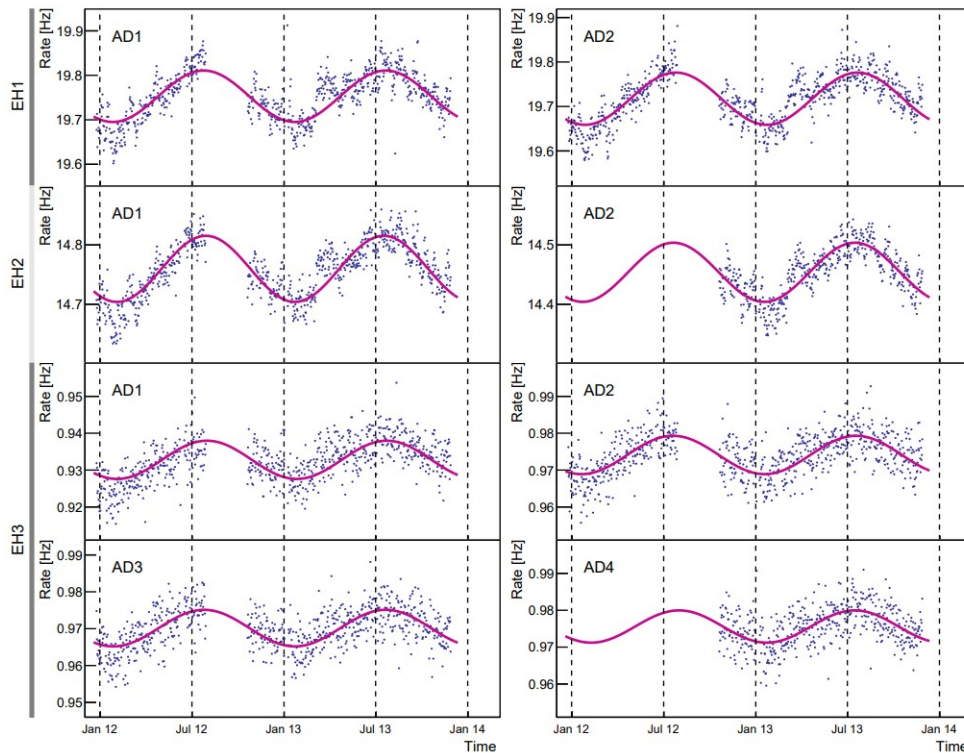 EH1
Rate [Hz]
AD1
19.9
19.8
19.7
19.6
Rate [Hz]
AD2
19.9
19.8
19.7
19.6
EH2
Rate [Hz]
AD1
14.8
14.7
Rate [Hz]
AD2
14.5
14.4
EH3
Rate [Hz]
AD1
0.95
0.94
0.93
0.92
Rate [Hz]
AD2
0.99
0.98
0.97
0.96
Rate [Hz]
AD3
0.99
0.98
0.97
0.96
0.95
Rate [Hz]
AD4
0.99
0.98
0.97
0.96
Jan 12
Jul 12
Jan 13
Jul 13
Jan 14
Time
Jan 12
Jul 12
Jan 13
Jul 13
Jan 14
Time